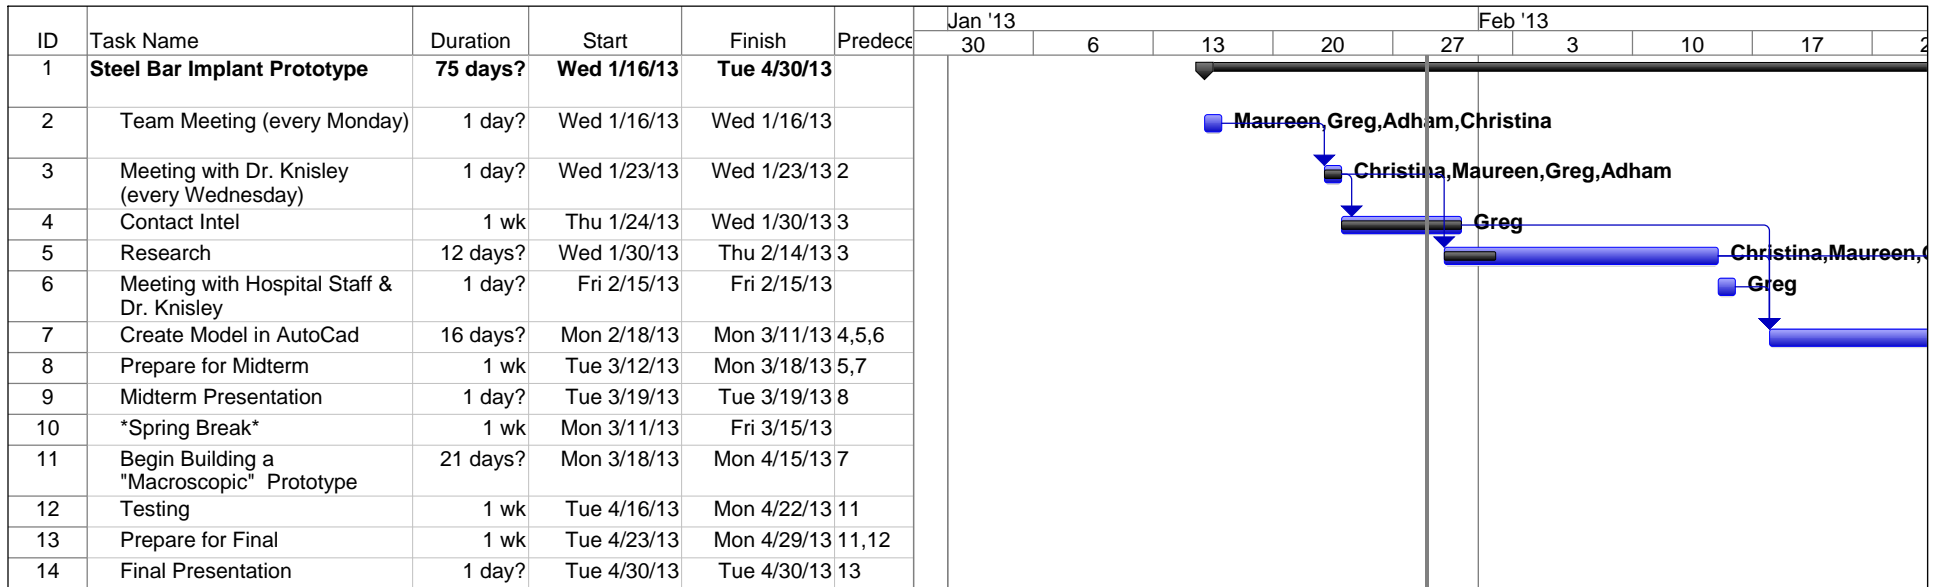 Jan '13 Feb '13
ID Task Name Duration Start Finish Predece 30 6 13 20 27 3 10 17 2
1 Steel Bar Implant Prototype 75 days? Wed 1/16/13 Tue 4/30/13
2 Team Meeting (every Monday) 1 day? Wed 1/16/13 Wed 1/16/13 Maureen,Greg,Adham,Christina
3 Meeting with Dr. Knisley 1 day? Wed 1/23/13 Wed 1/23/13 2 Christina,Maureen,Greg,Adham
(every Wednesday)
4 Contact Intel 1 wk Thu 1/24/13 Wed 1/30/13 3 Greg
5 Research 12 days? Wed 1/30/13 Thu 2/14/13 3 Christina,Maureen,
6 Meeting with Hospital Staff & 1 day? Fri 2/15/13 Fri 2/15/13 Greg
Dr. Knisley
7 Create Model in AutoCad 16 days? Mon 2/18/13 Mon 3/11/13 4,5,6
8 Prepare for Midterm 1 wk Tue 3/12/13 Mon 3/18/13 5,7
9 Midterm Presentation 1 day? Tue 3/19/13 Tue 3/19/13 8
10 *Spring Break* 1 wk Mon 3/11/13 Fri 3/15/13
11 Begin Building a 21 days? Mon 3/18/13 Mon 4/15/13 7
"Macroscopic" Prototype
12 Testing 1 wk Tue 4/16/13 Mon 4/22/13 11
13 Prepare for Final 1 wk Tue 4/23/13 Mon 4/29/13 11,12
14 Final Presentation 1 day? Tue 4/30/13 Tue 4/30/13 13